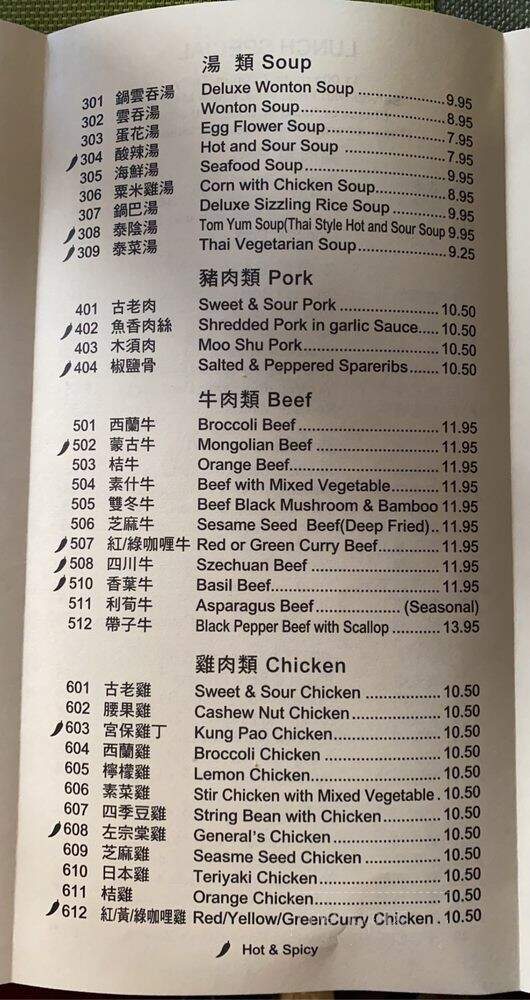 湯 類 Soup
301 鍋雲吞湯 Deluxe Wonton Soup ..................9.95
302 雲吞湯 Wonton Soup..............................8.95
303 蛋花湯 Egg Flower Soup.........................7.95
304 酸辣湯 Hot and Sour Soup .....................7.95
305 海鮮湯 Seafood Soup.............................9.95
306 粟米雞湯 Corn with Chicken Soup...............8.95
307 鍋巴湯 Deluxe Sizzling Rice Soup ............9.95
308 泰陰湯 Tom Yum Soup(Thai Style Hot and Sour Soup 9.95
309 泰菜湯 Thai Vegetarian Soup...................9.25
豬肉類 Pork
401 古老肉 Sweet & Sour Pork .................... 10.50
402 魚香肉絲 Shredded Pork in garlic Sauce..... 10.50
403 木須肉 Moo Shu Pork............................ 10.50
404 椒鹽骨 Salted & Peppered Spareribs....... 10.50
牛肉類 Beef
501 西蘭牛 Broccoli Beef............................. 11.95
502 蒙古牛 Mongolian Beef ......................... 11.95
503 桔牛 Orange Beef............................... 11.95
504 素什牛 Beef with Mixed Vegetable...........11.95
505 雙冬牛 Beef Black Mushroom & Bamboo 11.95
506 芝麻牛 Sesame Seed Beef(Deep Fried).. 11.95
507 紅/綠咖喱牛 Red or Green Curry Beef..............11.95
508 四川牛 Szechuan Beef ..........................11.95
510 香葉牛 Basil Beef..................................11.95
511 利荀牛 Asparagus Beef.................. (Seasonal)
512 帶子牛 Black Pepper Beef with Scallop ........... 13.95
雞肉類 Chicken
601 古老雞 Sweet & Sour Chicken ................ 10.50
602 腰果雞 Cashew Nut Chicken................... 10.50
603 宮保雞丁 Kung Pao Chicken....................... 10.50
604 西蘭雞 Broccoli Chicken ........................ 10.50
605 檸檬雞 Lemon Chicken........................... 10.50
606 素菜雞 Stir Chicken with Mixed Vegetable. 10.50
607 四季豆雞 String Bean with Chicken............ 10.50
608 左宗棠雞 General's Chicken....................... 10.50
609 芝麻雞 Seasme Seed Chicken................ 10.50
610 日本雞 Teriyaki Chicken.......................... 10.50
611 桔雞 Orange Chicken.......................... 10.50
612 紅/黃/綠咖哩雞 Red/Yellow/GreenCurry Chicken. 10.50
Hot & Spicy